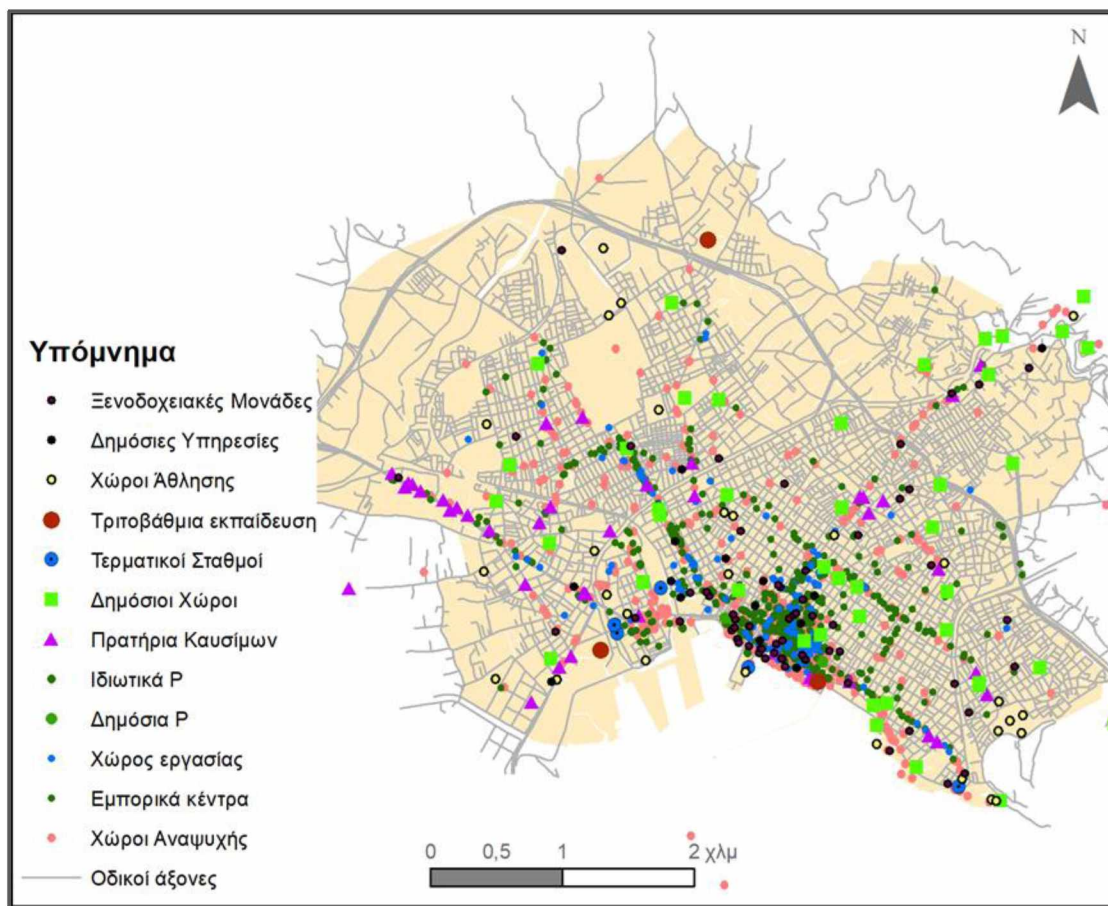 N
Υπόμνημα
Ξενοδοχειακές Μονάδες
Δημόσιες Υπηρεσίες
Χώροι Άθλησης
Τριτοβάθμια εκπαίδευση
Τερματικοί Σταθμοί
Δημόσιοι Χώροι
Πρατήρια Καυσίμων
Ιδιωτικά P
Δημόσια P
Χώρος εργασίας
Εμπορικά κέντρα
Χώροι Αναψυχής
Οδικοί άξονες
0 0,5 1 2 χλμ